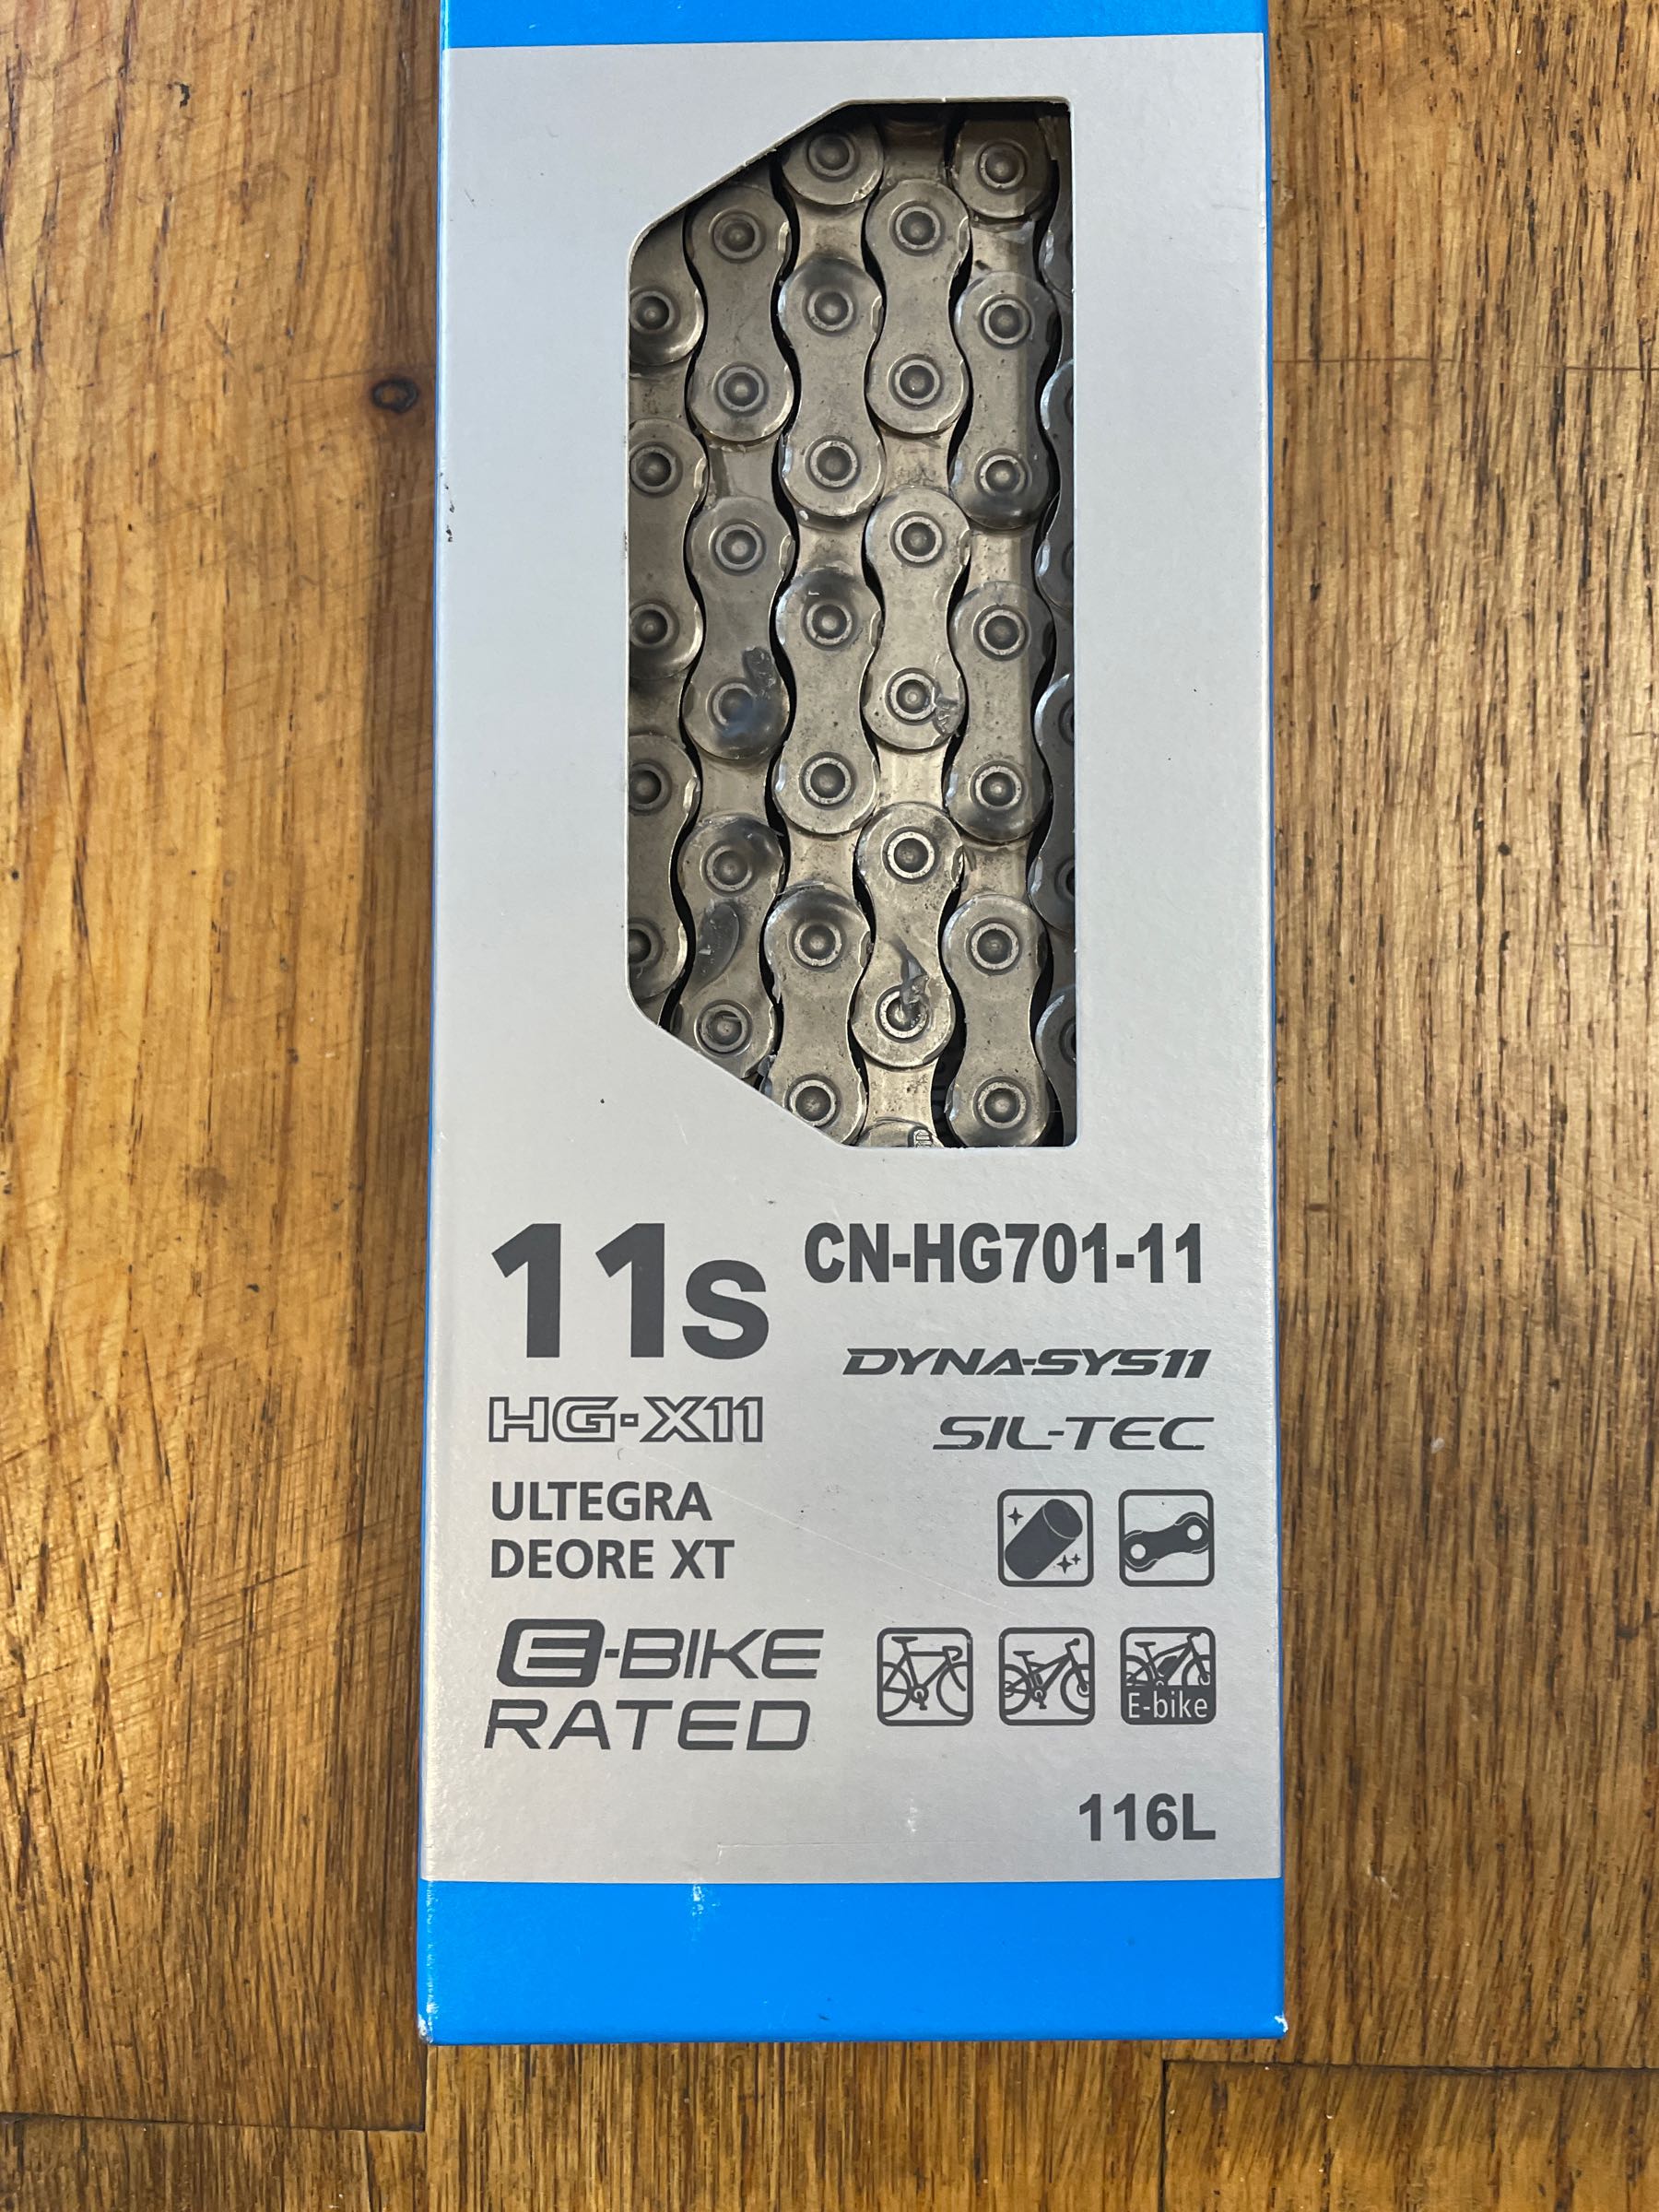 11s
CN-HG701-11
HG-X11
DYNA-SYS11
SIL-TEC
ULTEGRA
DEORE XT
E-BIKE
RATED
E-bike
116L